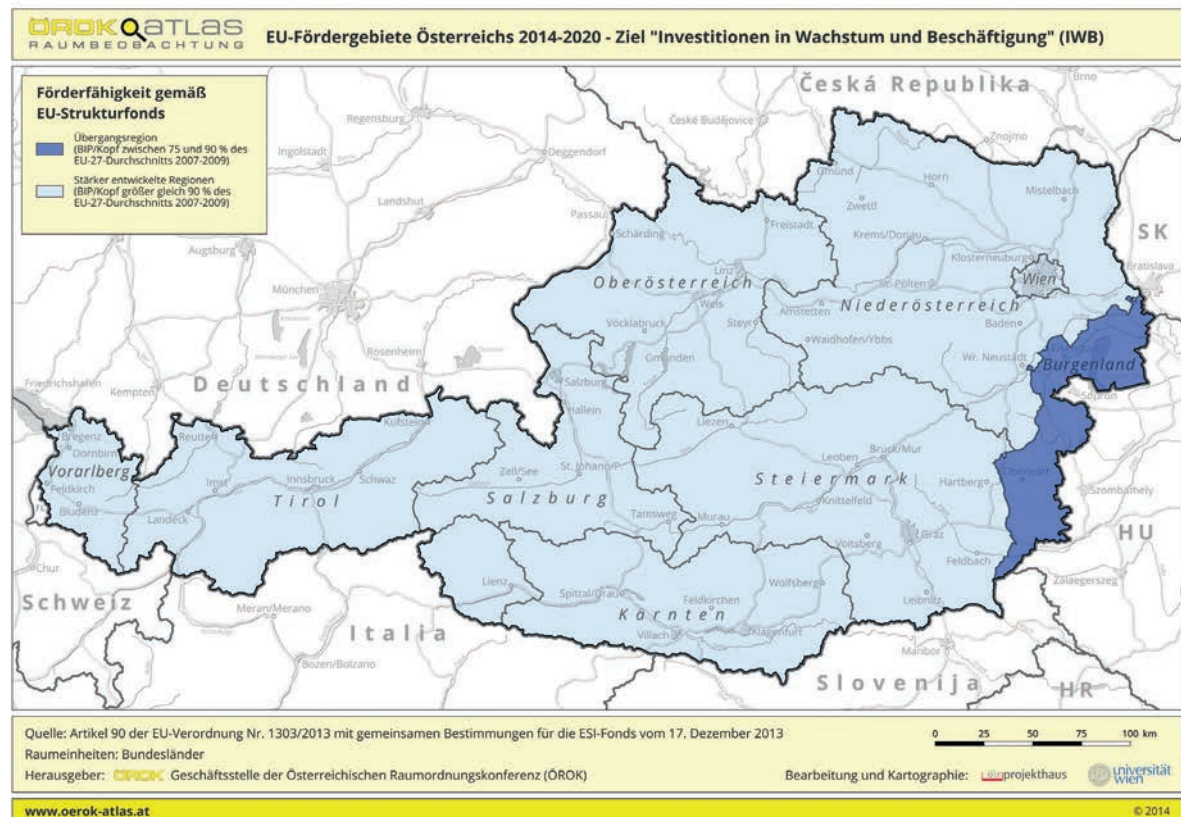 ÖROK ATLAS
RAUMBEOBACHTUNG
EU-Fördergebiete Österreichs 2014-2020 - Ziel "Investitionen in Wachstum und Beschäftigung" (IWB)
Förderfähigkeit gemäß
EU-Strukturfonds
Übergangsregion
(BIP/Kopf zwischen 75 und 90 % des
EU-27-Durchschnitts 2007-2009)
Stärker entwickelte Regionen
(BIP/Kopf größer gleich 90 % des
EU-27-Durchschnitts 2007-2009)
Česká Republika
Brno
Regensburg
České Budějovice
Znojmo
Ingolstadt
Deggendorf
Gmünd
Horn
Mistelbach
Landshut
Zwettl
Passau
Freistadt
SK
Augsburg
Schärding
Krems/Donau
Klosterneuburg
Bratislava
München
Linz
Oberösterreich
St. Pölten
Wien
Wels
Amstetten
Niederösterreich
Vöcklabruck
Steyr
Baden
Rosenheim
Gmunden
Waidhofen/Ybbs
Wr. Neustadt
Burgenland
Friedrichshafen
Kempten
Deutschland
Salzburg
Sopron
Hallein
Kufstein
Liezen
Bregenz
Reutte
Dornbirn
Bruck/Mur
Vorarlberg
Zell/See
St. Johann/P.
Leoben
Oberwart
Feldkirch
Imst
Innsbruck
Schwaz
Steiermark
Hartberg
Szombathely
Bludenz
Tirol
Salzburg
Knittelfeld
Landeck
Tamsweg
Murau
HU
Voitsberg
Graz
Chur
Feldbach
Lienz
Wolfsberg
Zalaegerszeg
Schweiz
Spittal/Drau
Feldkirchen
Leibnitz
Meran/Merano
Kärnten
Italia
Villach
Klagenfurt
Maribor
Bozen/Bolzano
Slovenija
HR
Quelle: Artikel 90 der EU-Verordnung Nr. 1303/2013 mit gemeinsamen Bestimmungen für die ESI-Fonds vom 17. Dezember 2013
0 25 50 75 100 km
Raumeinheiten: Bundesländer
Herausgeber: ÖROK Geschäftsstelle der Österreichischen Raumordnungskonferenz (ÖROK)
Bearbeitung und Kartographie: projekthaus
universität
wien
www.oerok-atlas.at
© 2014